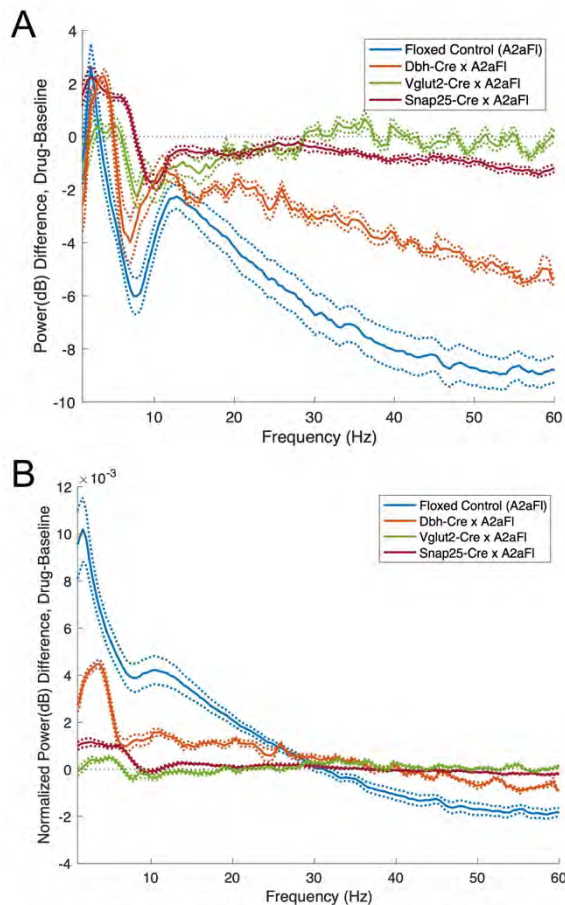 A
4
2
0
-2
-4
-6
-8
-10
Power(dB) Difference, Drug-Baseline
Floxed Control (A2aFl)
Dbh-Cre x A2aFl
Vglut2-Cre x A2aFl
Snap25-Cre x (A2aFl)
10 20 30 40 50 60
Frequency (Hz)
B
× 10⁻³
12
10
8
6
4
2
0
-2
-4
Normalized Power(dB) Difference, Drug-Baseline
Floxed Control (A2aFl)
Dbh-Cre x A2aFl
Vglut2-Cre x A2aFl
Snap25-Cre x A2aFl
10 20 30 40 50 60
Frequency (Hz)